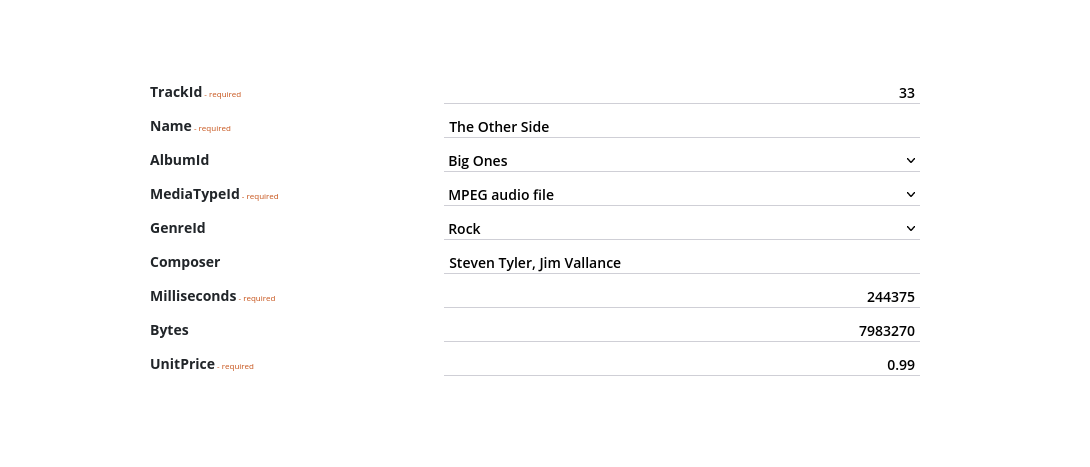 TrackId - required 33
Name - required The Other Side
AlbumId Big Ones
MediaTypeId - required MPEG audio file
GenreId Rock
Composer Steven Tyler, Jim Vallance
Milliseconds - required 244375
Bytes 7983270
UnitPrice - required 0.99